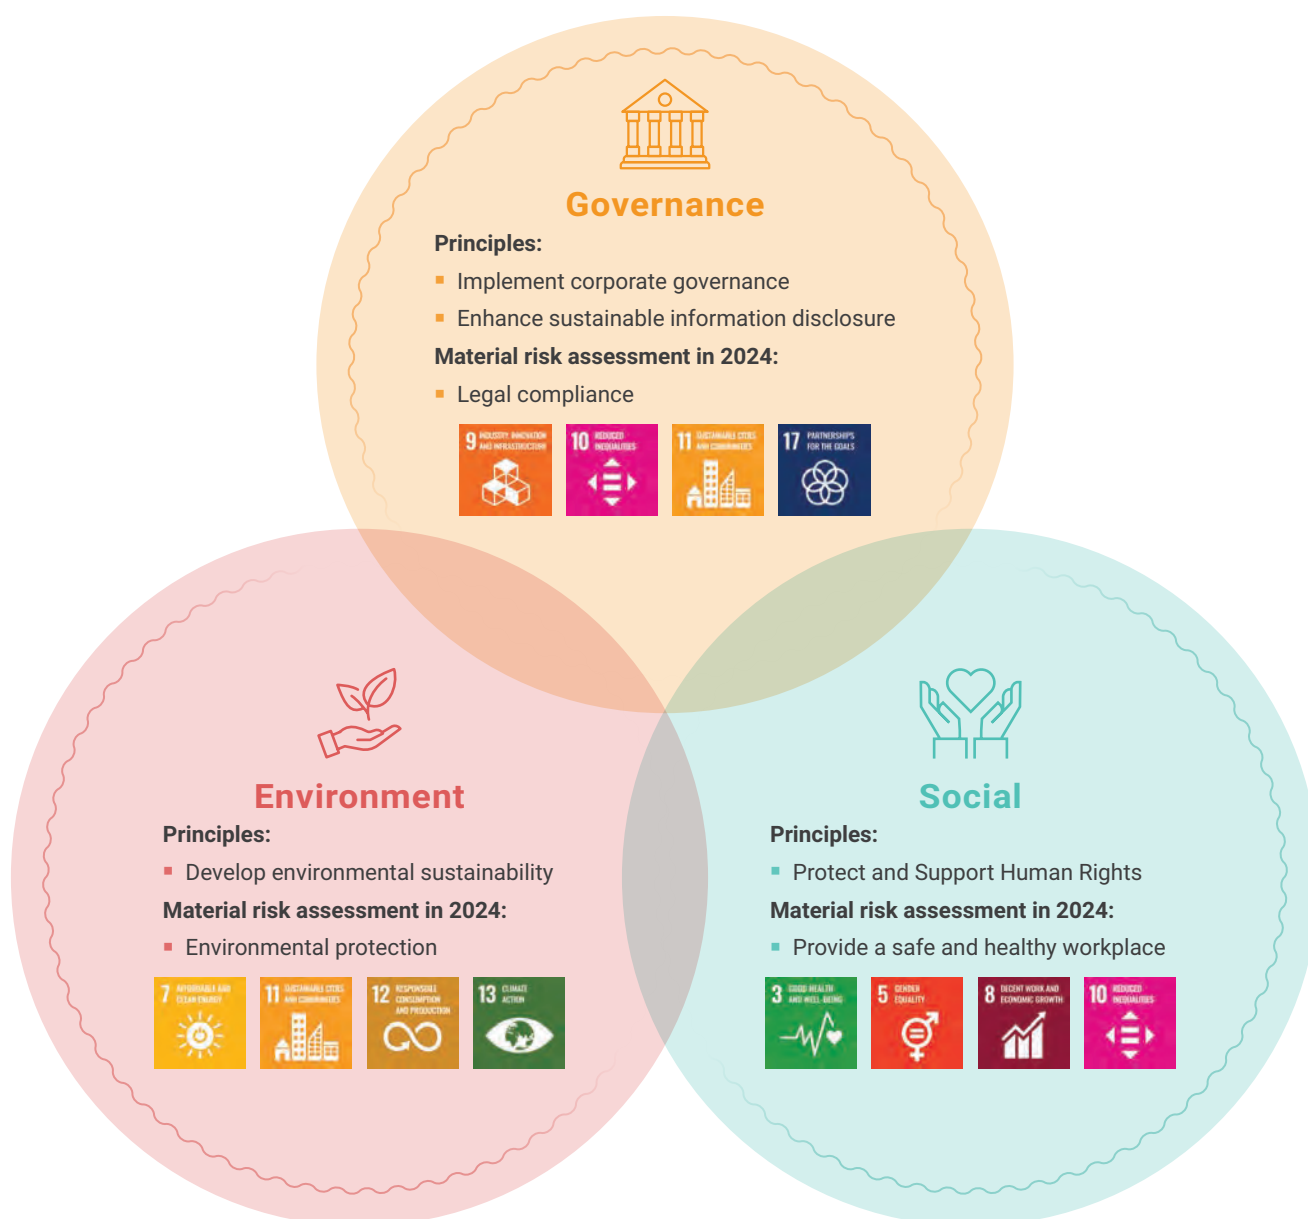 Governance
Principles:
Implement corporate governance
Enhance sustainable information disclosure
Material risk assessment in 2024:
Legal compliance
9 INDUSTRY, INNOVATION
AND INFRASTRUCTURE
10 REDUCED
INEQUALITIES
11 SUSTAINABLE CITIES
AND COMMUNITIES
17 PARTNERSHIPS
FOR THE GOALS
Environment
Principles:
Develop environmental sustainability
Material risk assessment in 2024:
Environmental protection
7 AFFORDABLE AND
CLEAN ENERGY
11 SUSTAINABLE CITIES
AND COMMUNITIES
12 RESPONSIBLE
CONSUMPTION
AND PRODUCTION
13 CLIMATE
ACTION
Social
Principles:
Protect and Support Human Rights
Material risk assessment in 2024:
Provide a safe and healthy workplace
3 GOOD HEALTH
AND WELL-BEING
5 GENDER
EQUALITY
8 DECENT WORK AND
ECONOMIC GROWTH
10 REDUCED
INEQUALITIES